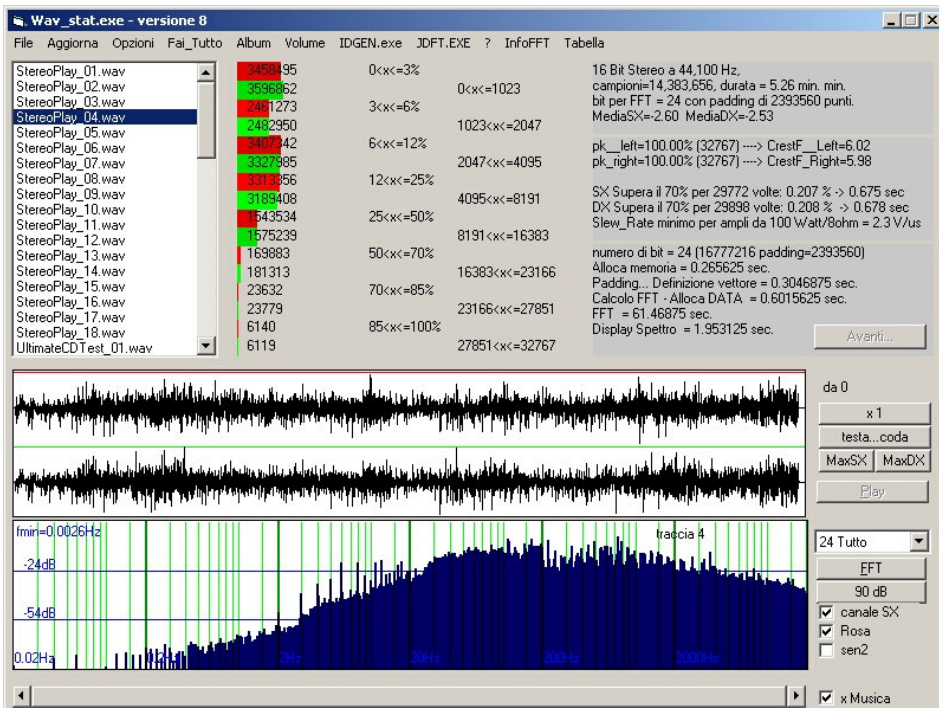 Wav_stat.exe - versione 8
File Aggiorna Opzioni Fai_Tutto Album Volume IDGEN.exe JDFT.EXE ? InfoFFT Tabella
StereoPlay_01.wav
StereoPlay_02.wav
StereoPlay_03.wav
StereoPlay_04.wav
StereoPlay_05.wav
StereoPlay_06.wav
StereoPlay_07.wav
StereoPlay_08.wav
StereoPlay_09.wav
StereoPlay_10.wav
StereoPlay_11.wav
StereoPlay_12.wav
StereoPlay_13.wav
StereoPlay_14.wav
StereoPlay_15.wav
StereoPlay_16.wav
StereoPlay_17.wav
StereoPlay_18.wav
UltimateCDTest_01.wav
3458495 0<x<=3%
3596862 0<x<=1023
2461273 3<x<=6%
2482950 1023<x<=2047
3407342 6<x<=12%
3327985 2047<x<=4095
3313356 12<x<=25%
3189408 4095<x<=8191
1543534 25<x<=50%
1575239 8191<x<=16383
169883 50<x<=70%
181313 16383<x<=23166
23632 70<x<=85%
23779 23166<x<=27851
6140 85<x<=100%
6119 27851<x<=32767
16 Bit Stereo a 44,100 Hz,
campioni=14,383,656, durata = 5.26 min. min.
bit per FFT = 24 con padding di 2393560 punti.
MediaSX=-2.60 MediaDX=-2.53
pk__left=100.00% (32767) ---> CrestF__Left=6.02
pk_right=100.00% (32767) ---> CrestF_Right=5.98
SX Supera il 70% per 29772 volte: 0.207 % -> 0.675 sec
DX Supera il 70% per 29898 volte: 0.208 % -> 0.678 sec
Slew_Rate minimo per ampli da 100 Watt/8ohm = 2.3 V/us
numero di bit = 24 (16777216 padding=2393560)
Alloca memoria = 0.265625 sec.
Padding... Definizione vettore = 0.3046875 sec.
Calcolo FFT - Alloca DATA = 0.6015625 sec.
FFT = 61.46875 sec.
Display Spettro = 1.953125 sec.
Avanti...
da 0
x 1
testa...coda
MaxSX MaxDX
Play
fmin=0.0026Hz
traccia 4
-24dB
-54dB
0.02Hz 0.2Hz 2Hz 20Hz 200Hz 2000Hz
24 Tutto
FFT
90 dB
canale SX
Rosa
sen2
x Musica